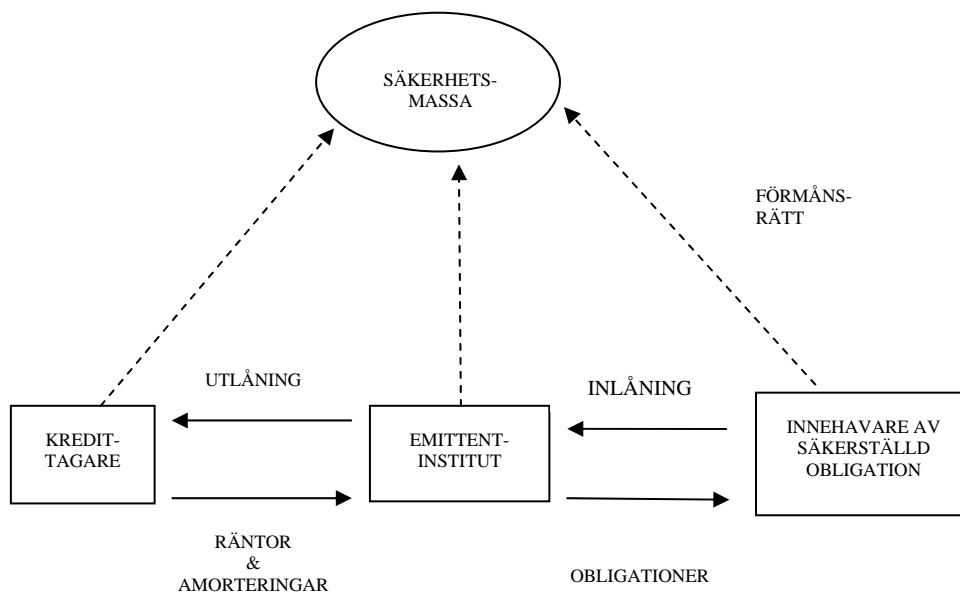 SÄKERHETS-
MASSA
FÖRMÅNS-
RÄTT
UTLÅNING
INLÅNING
KREDIT-
TAGARE
EMITTENT-
INSTITUT
INNEHAVARE AV
SÄKERSTÄLLD
OBLIGATION
RÄNTOR
&
AMORTERINGAR
OBLIGATIONER